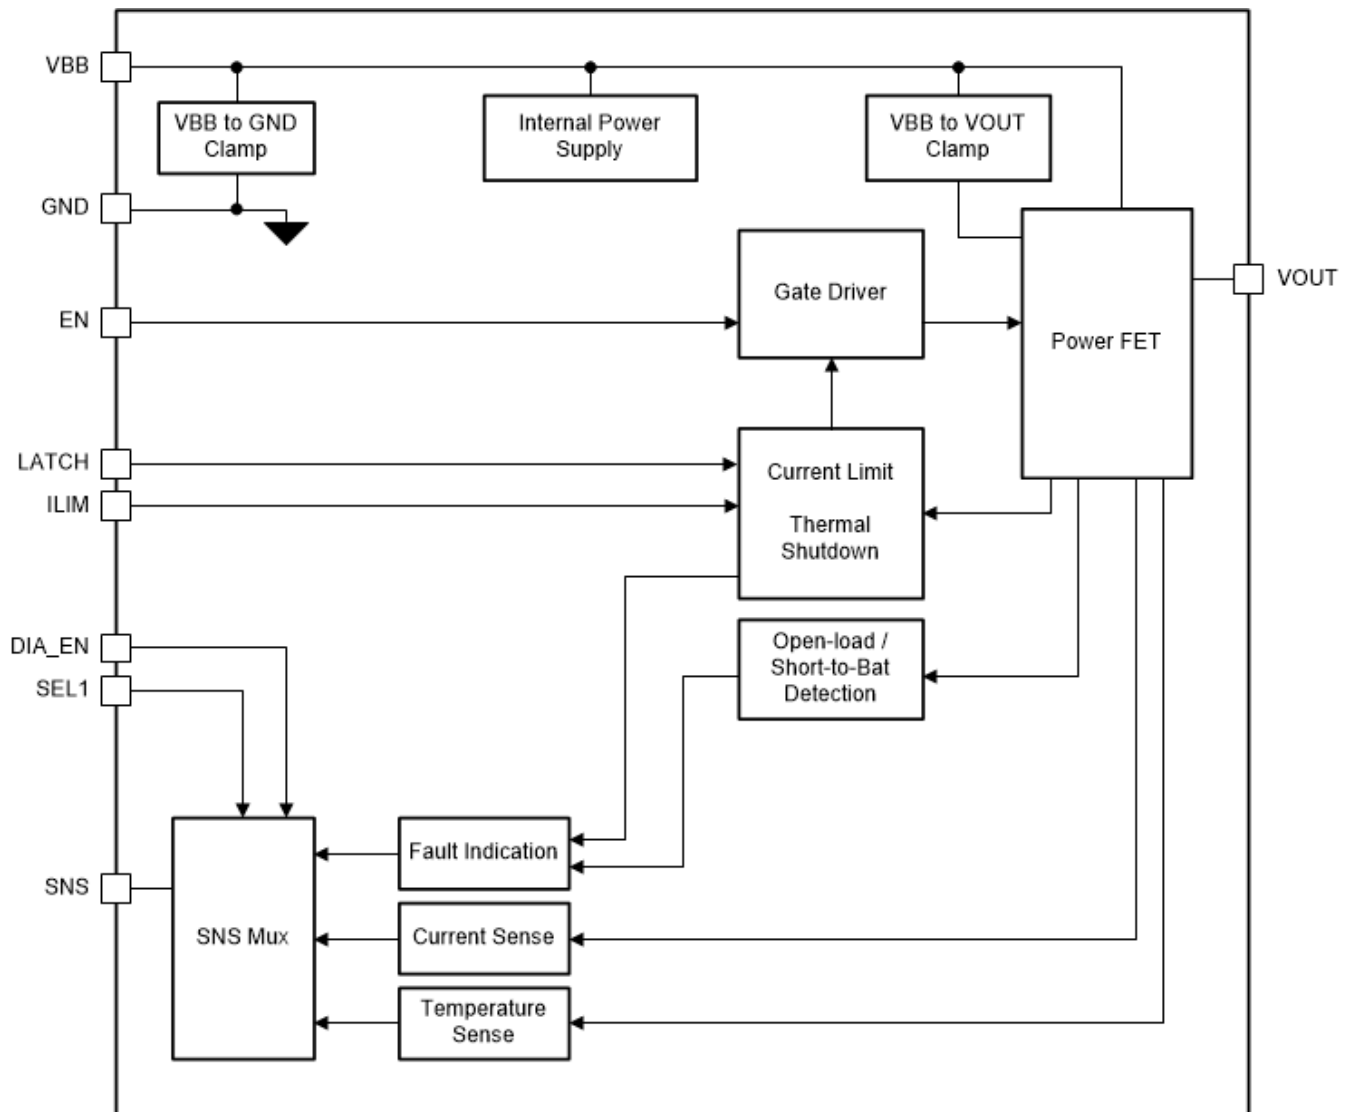 VBB
VBB to GND
Clamp
Internal Power
Supply
VBB to VOUT
Clamp
GND
VOUT
EN
Gate Driver
Power FET
LATCH
ILIM
Current Limit
Thermal
Shutdown
DIA_EN
SEL1
Open-load /
Short-to-Bat
Detection
SNS
SNS Mux
Fault Indication
Current Sense
Temperature
Sense